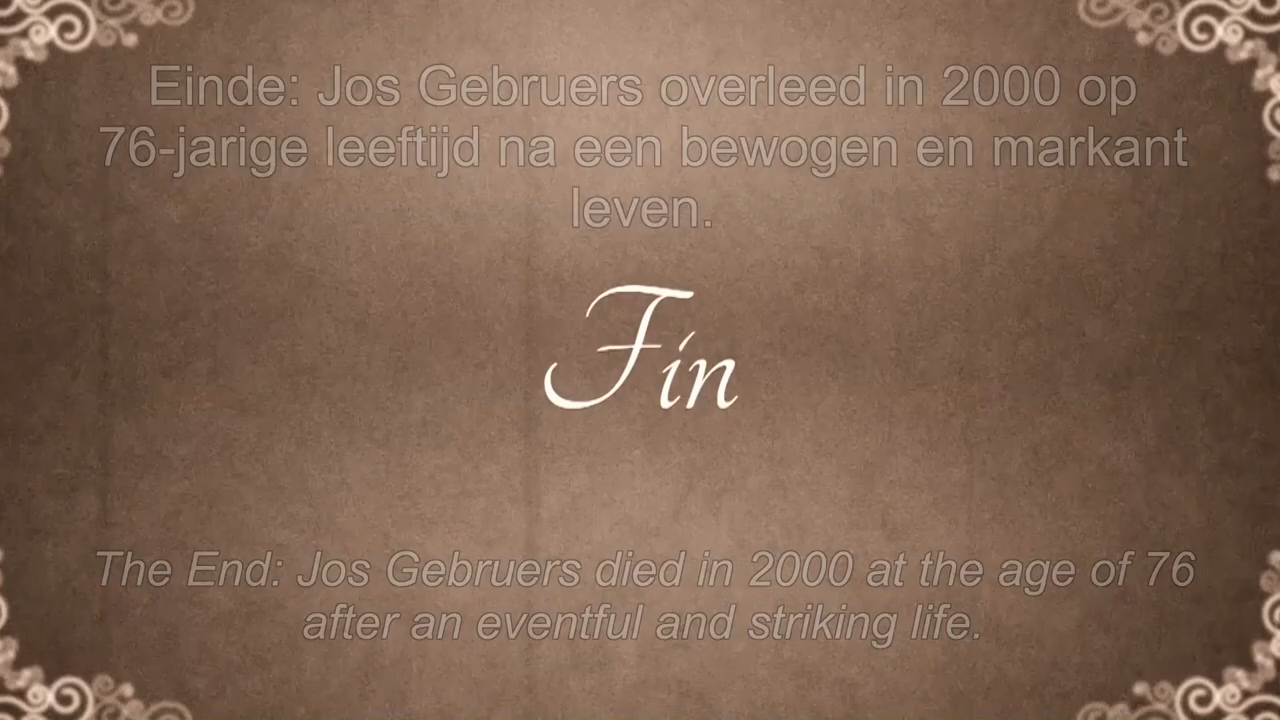 Einde: Jos Gebruers overleed in 2000 op
76-jarige leeftijd na een bewogen en markant
leven.
Fin
The End: Jos Gebruers died in 2000 at the age of 76
after an eventful and striking life.